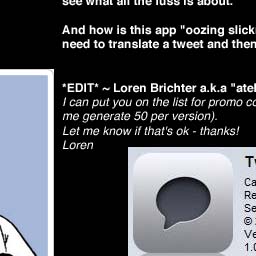 see what all the fuss is about.
And how is this app "oozing slick
need to translate a tweet and then
*EDIT* ~ Loren Brichter a.k.a "atel
I can put you on the list for promo co
me generate 50 per version).
Let me know if that's ok - thanks!
Loren
Tw
Ca
Re
Se
©
Ve
1.0